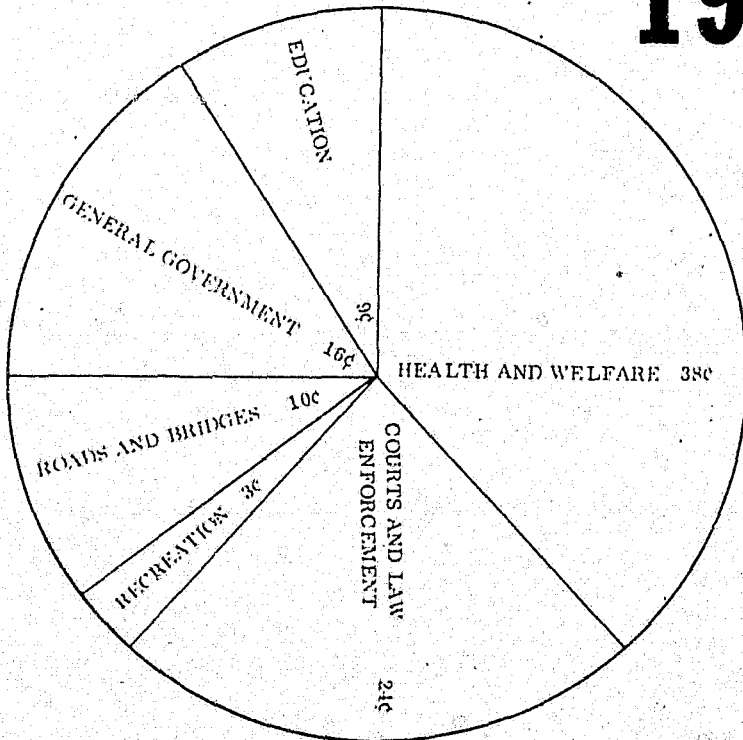 19
EDUCATION 9¢
GENERAL GOVERNMENT 16¢
HEALTH AND WELFARE 38¢
ROADS AND BRIDGES 10¢
RECREATION 3¢
COURTS AND LAW
ENFORCEMENT 24¢